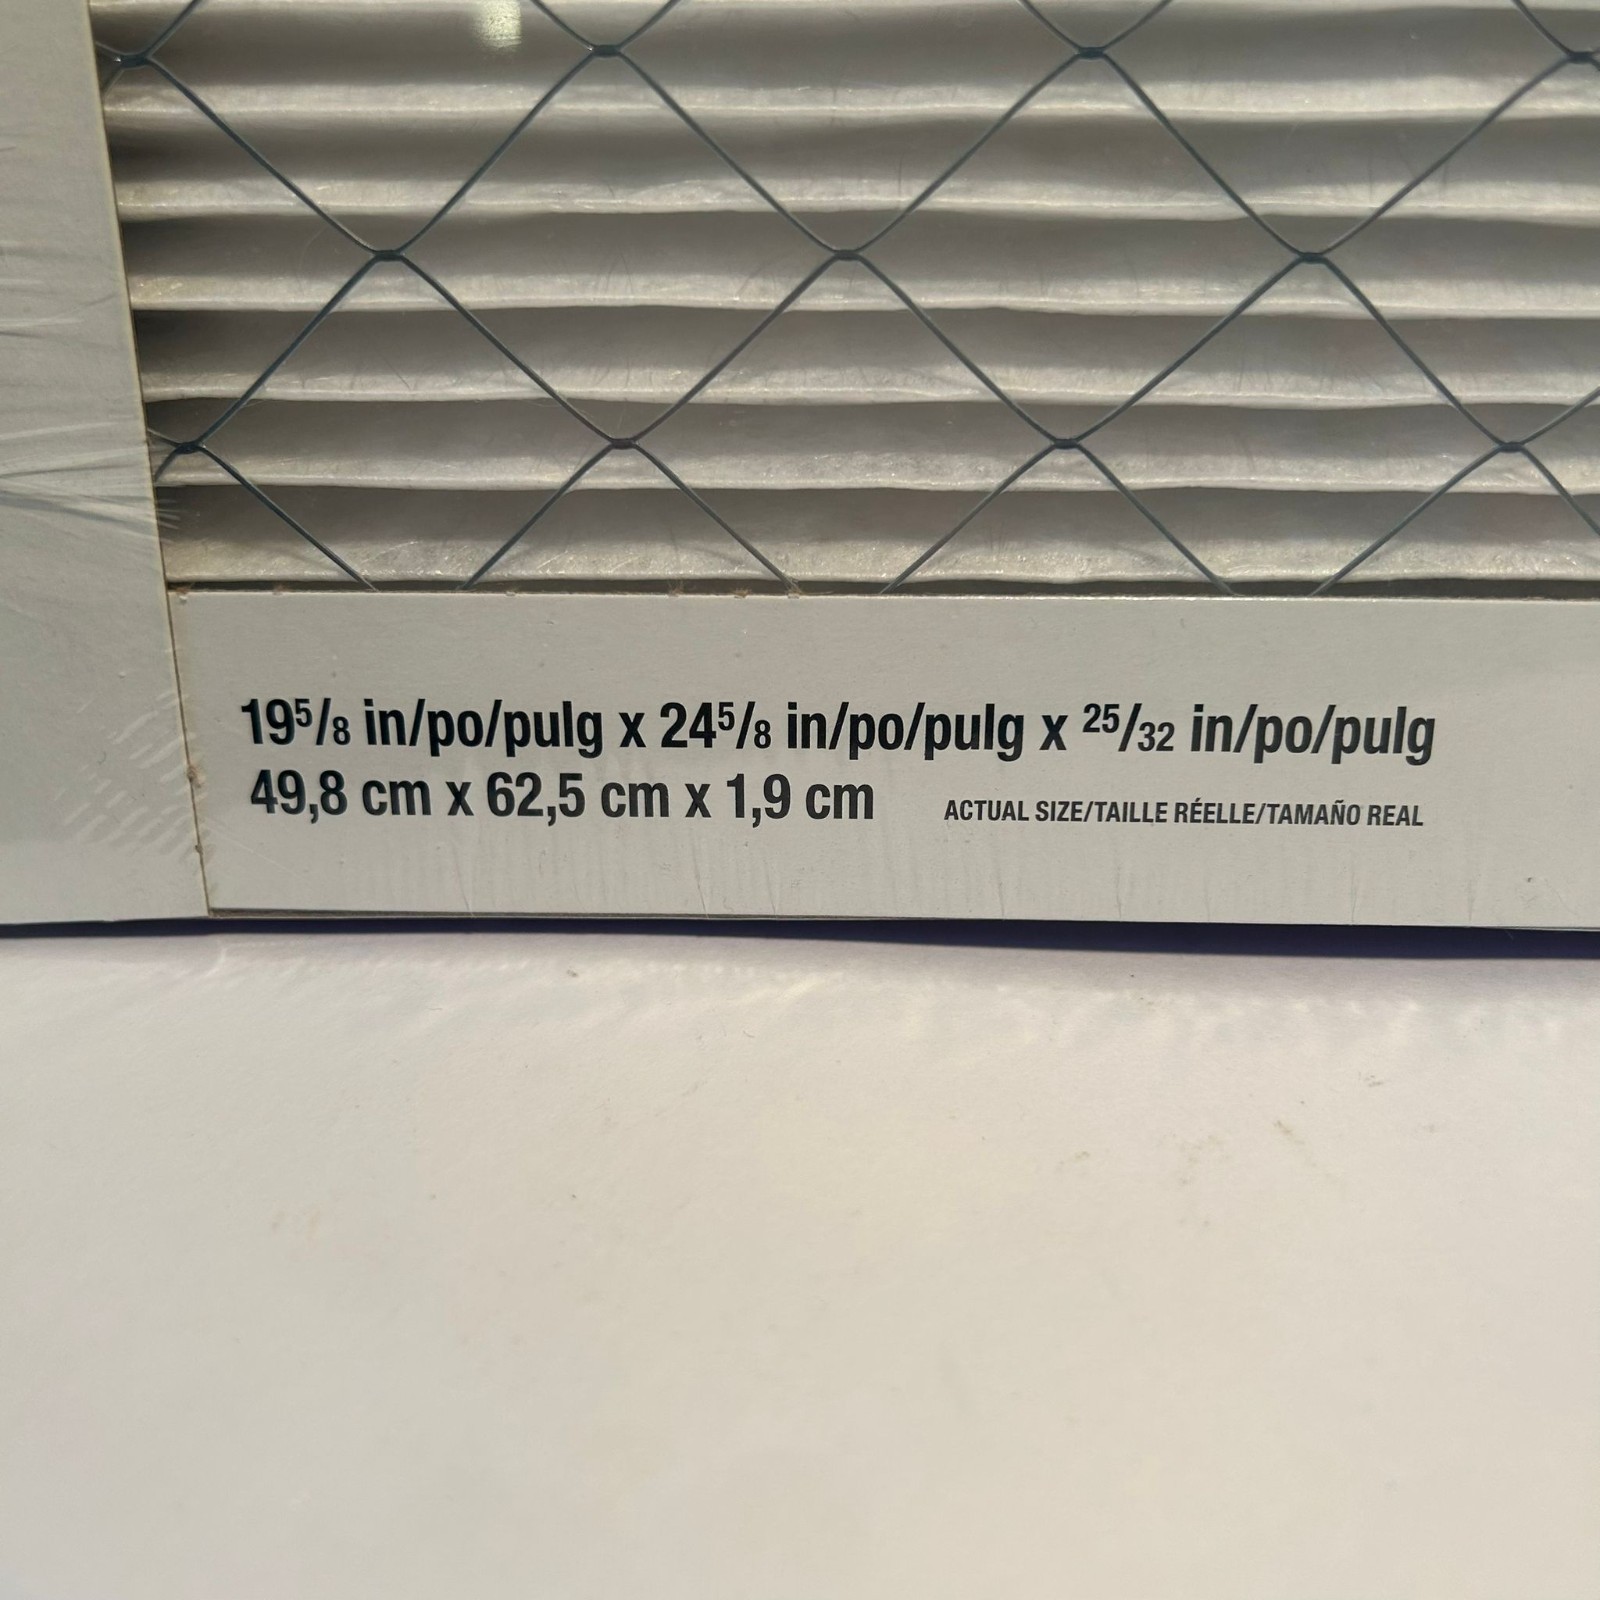 19⁵/₈ in/po/pulg x 24⁵/₈ in/po/pulg x ²⁵/₃₂ in/po/pulg
49,8 cm x 62,5 cm x 1,9 cm ACTUAL SIZE/TAILLE RÉELLE/TAMAÑO REAL